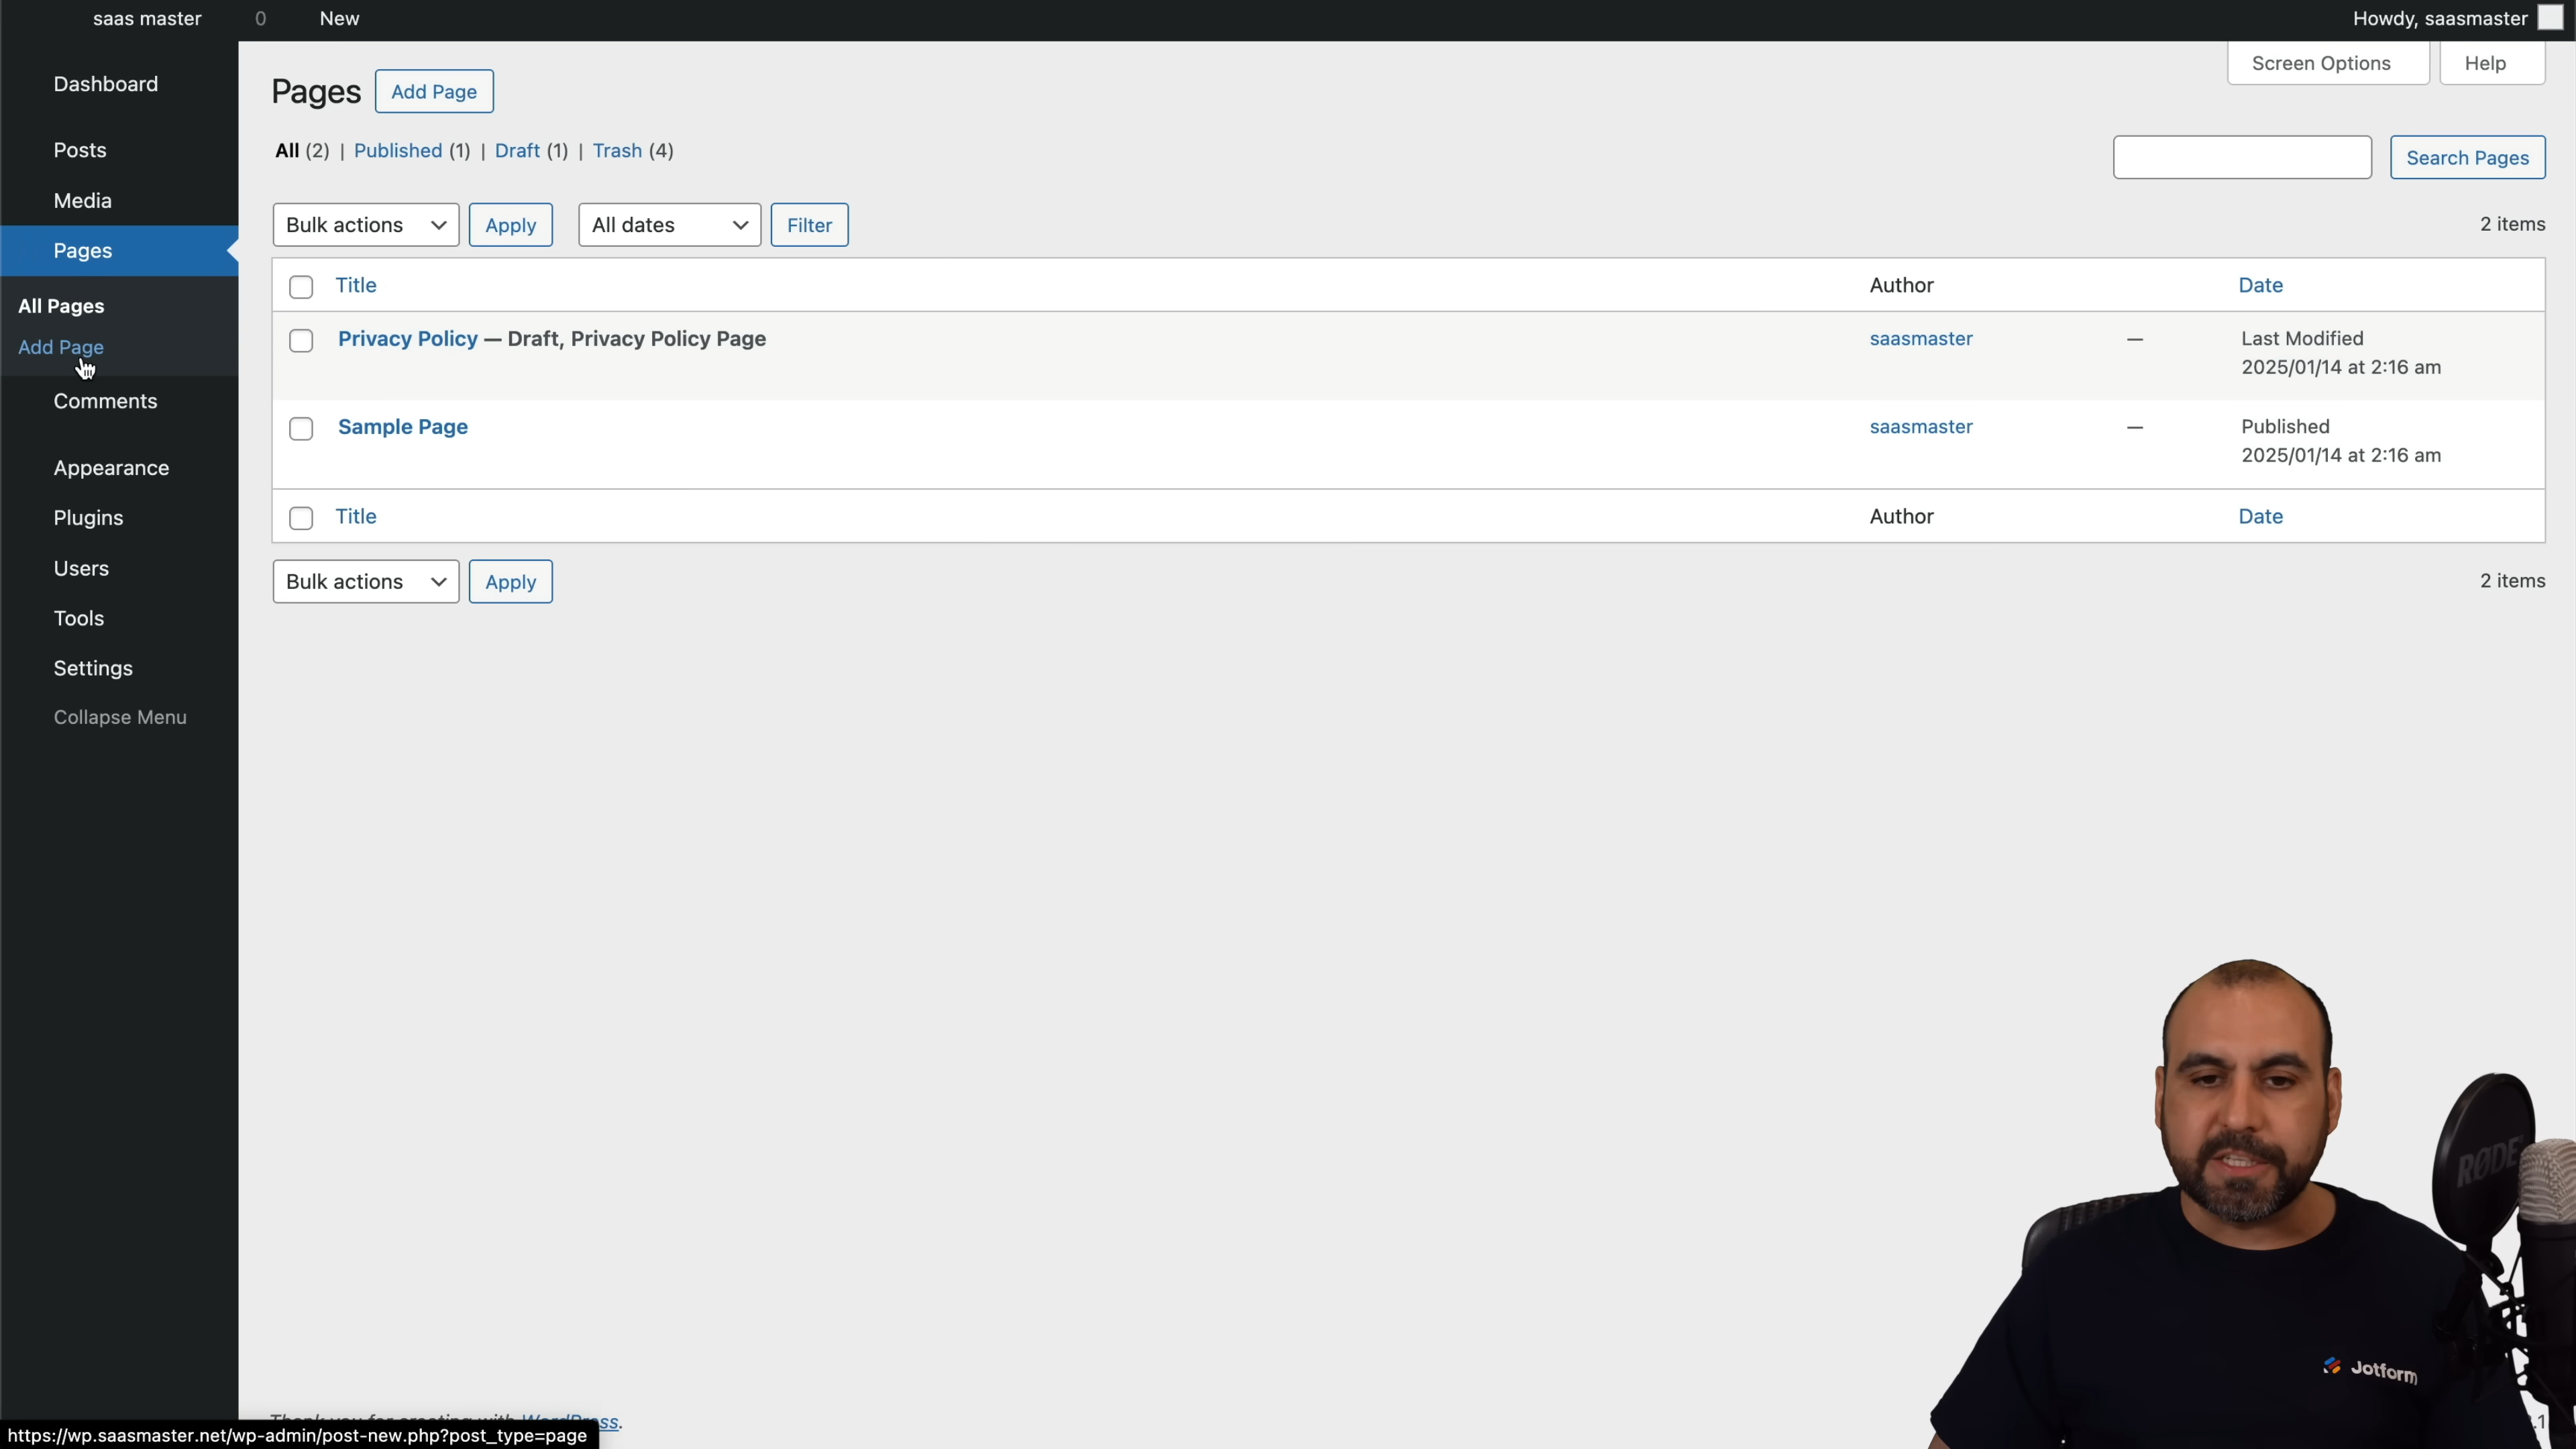 saas master 0 New Howdy, saasmaster
Screen Options Help
Dashboard
Posts
Media
Pages
All Pages
Add Page
Comments
Appearance
Plugins
Users
Tools
Settings
Collapse Menu
Pages Add Page
All (2) | Published (1) | Draft (1) | Trash (4)
Search Pages
Bulk actions Apply All dates Filter 2 items
Title Author Date
Privacy Policy — Draft, Privacy Policy Page saasmaster — Last Modified
2025/01/14 at 2:16 am
Sample Page saasmaster — Published
2025/01/14 at 2:16 am
Title Author Date
Bulk actions Apply 2 items
RØDE
Jotform
Thank you for creating with WordPress.
https://wp.saasmaster.net/wp-admin/post-new.php?post_type=page